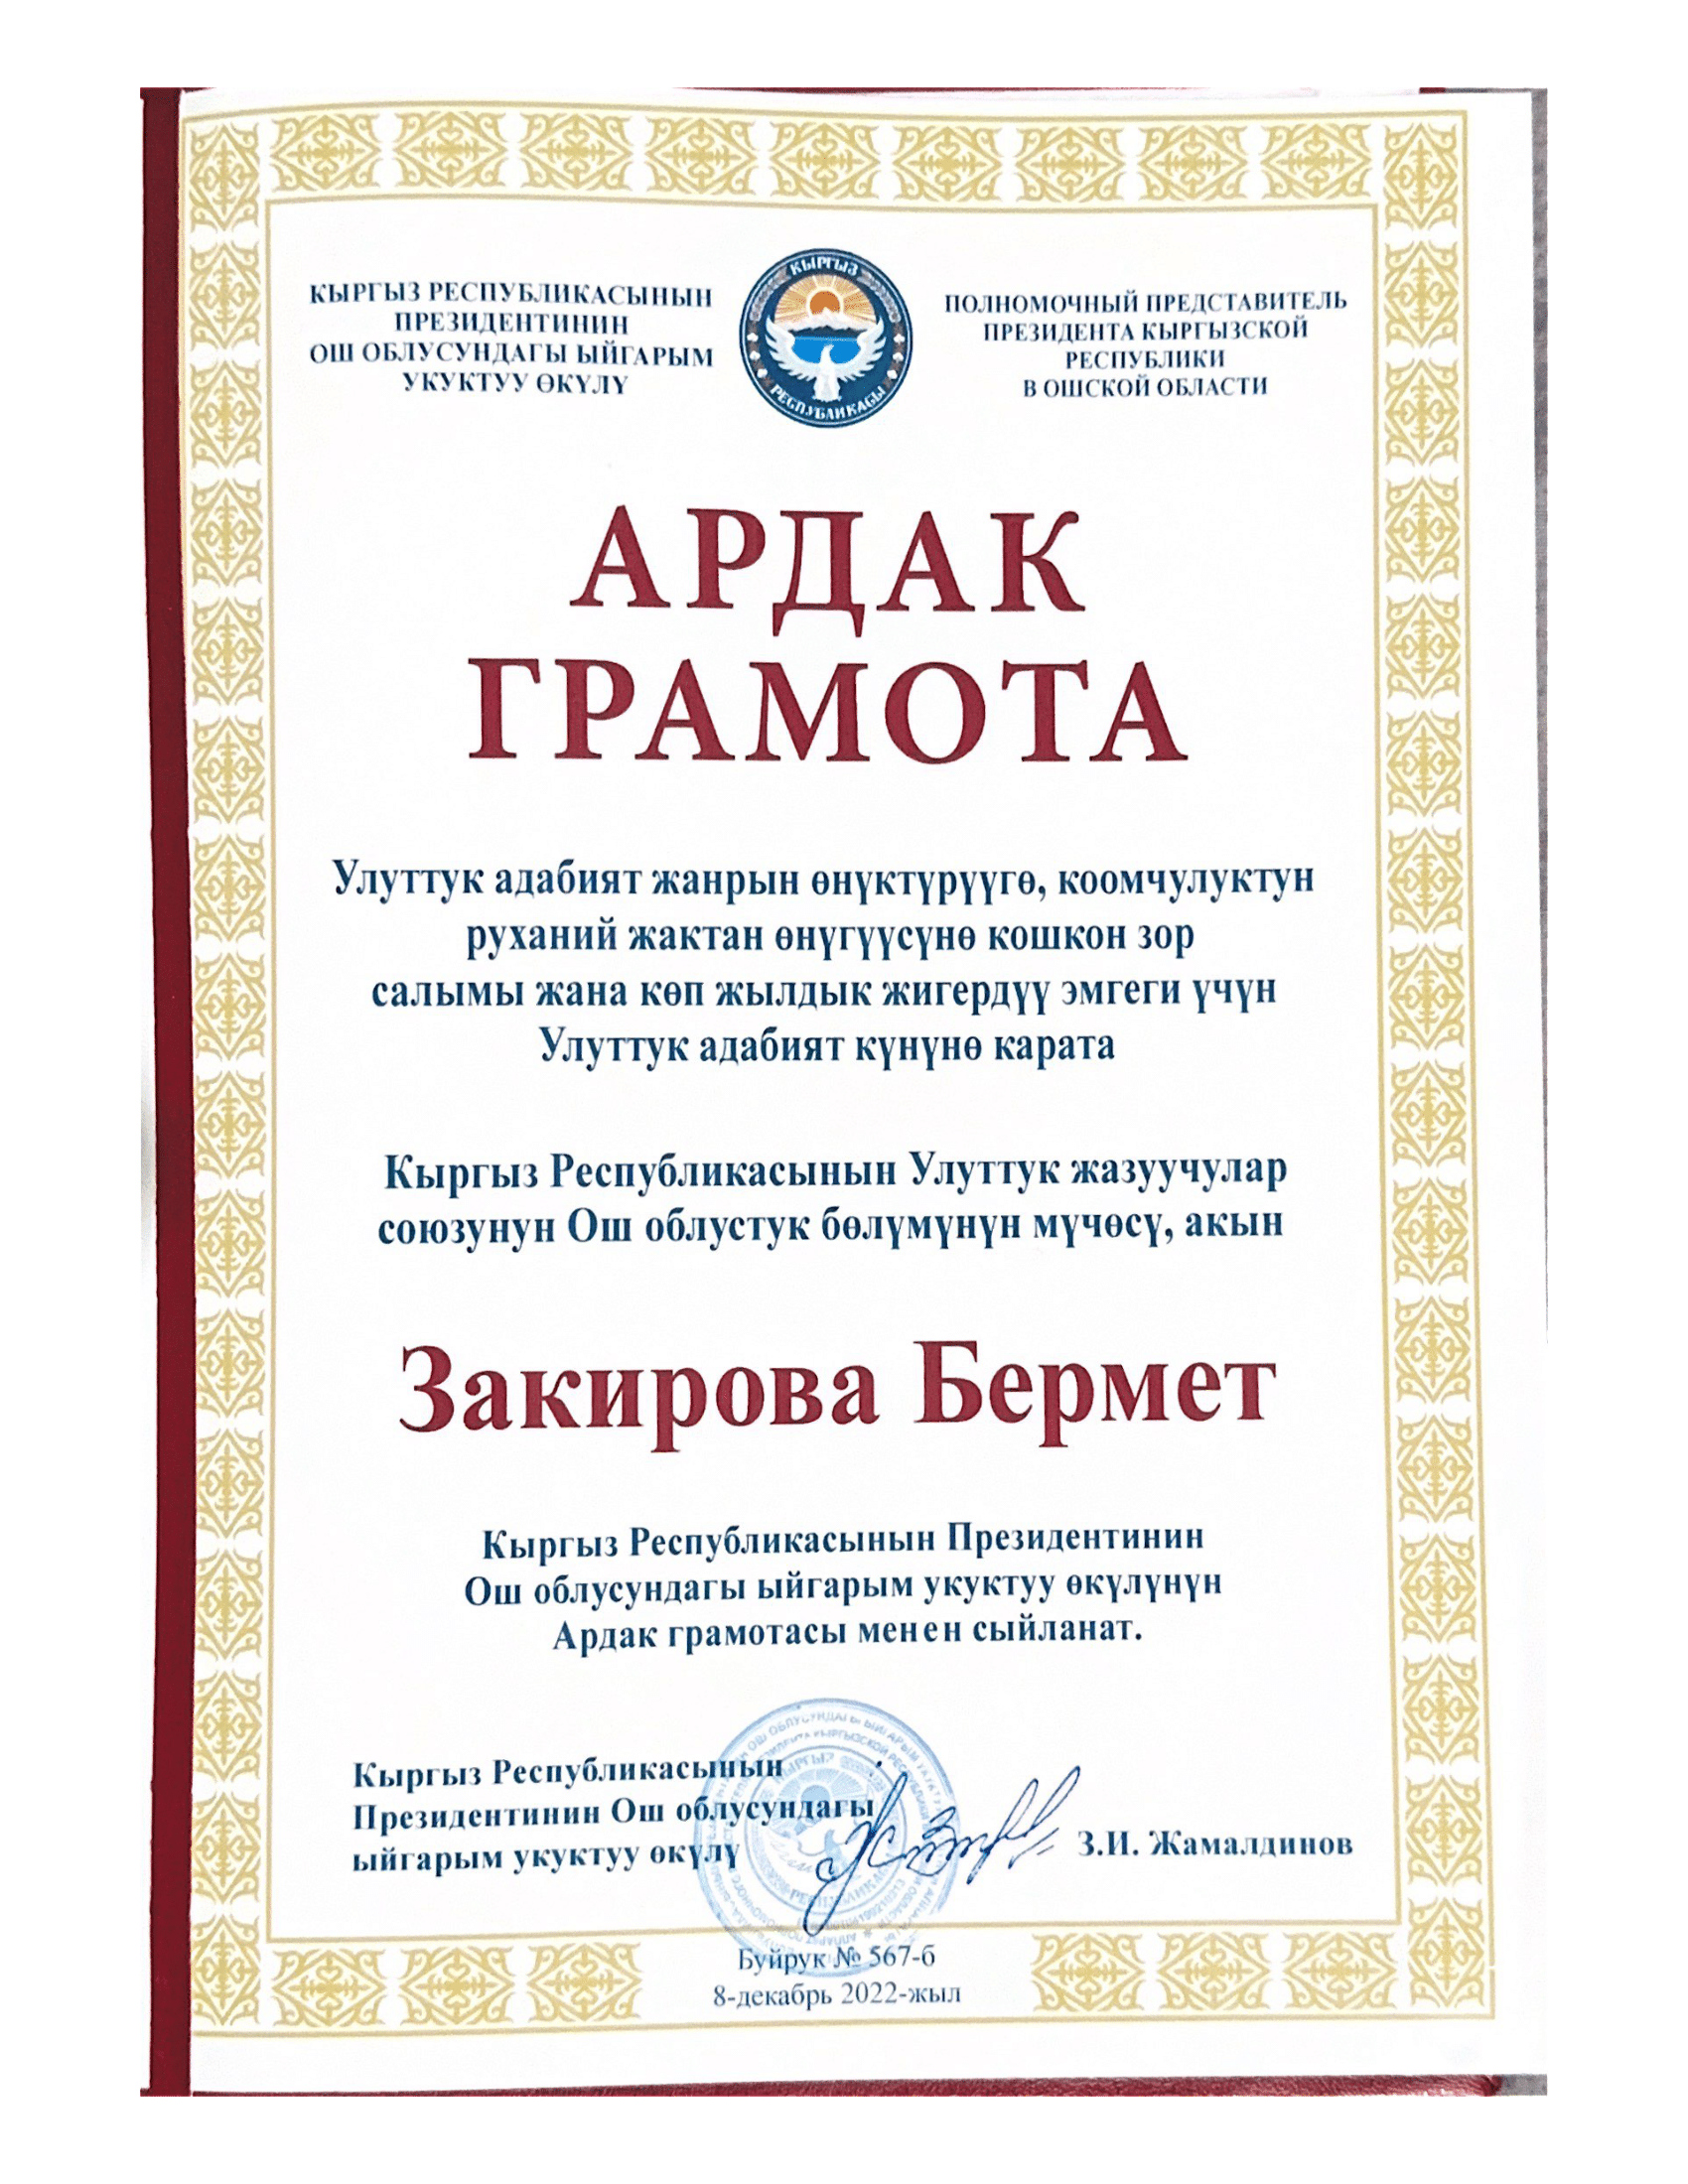 КЫРГЫЗ РЕСПУБЛИКАСЫНЫН
ПРЕЗИДЕНТИНИН
ОШ ОБЛУСУНДАГЫ ЫЙГАРЫМ
УКУКТУУ ӨКҮЛҮ
КЫРГЫЗ
РЕСПУБЛИКАСЫ
ПОЛНОМОЧНЫЙ ПРЕДСТАВИТЕЛЬ
ПРЕЗИДЕНТА КЫРГЫЗСКОЙ
РЕСПУБЛИКИ
В ОШСКОЙ ОБЛАСТИ
АРДАК
ГРАМОТА
Улуттук адабият жанрын өнүктүрүүгө, коомчулуктун
руханий жактан өнүгүүсүнө кошкон зор
салымы жана көп жылдык жигердүү эмгеги үчүн
Улуттук адабият күнүнө карата
Кыргыз Республикасынын Улуттук жазуучулар
союзунун Ош облустук бөлүмүнүн мүчөсү, акын
Закирова Бермет
Кыргыз Республикасынын Президентинин
Ош облусундагы ыйгарым укуктуу өкүлүнүн
Ардак грамотасы менен сыйланат.
Кыргыз Республикасынын
Президентинин Ош облусундагы
ыйгарым укуктуу өкүлү
З.И. Жамалдинов
Буйрук № 567-б
8-декабрь 2022-жыл